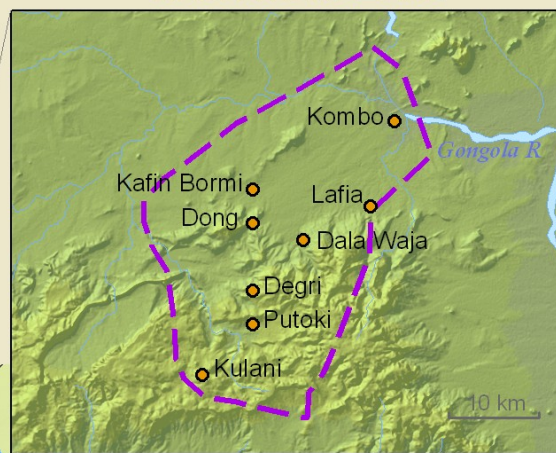 Kombo
Gongola R
Kafin Bormi
Lafia
Dong
Dala Waja
Degri
Putoki
Kulani
10 km